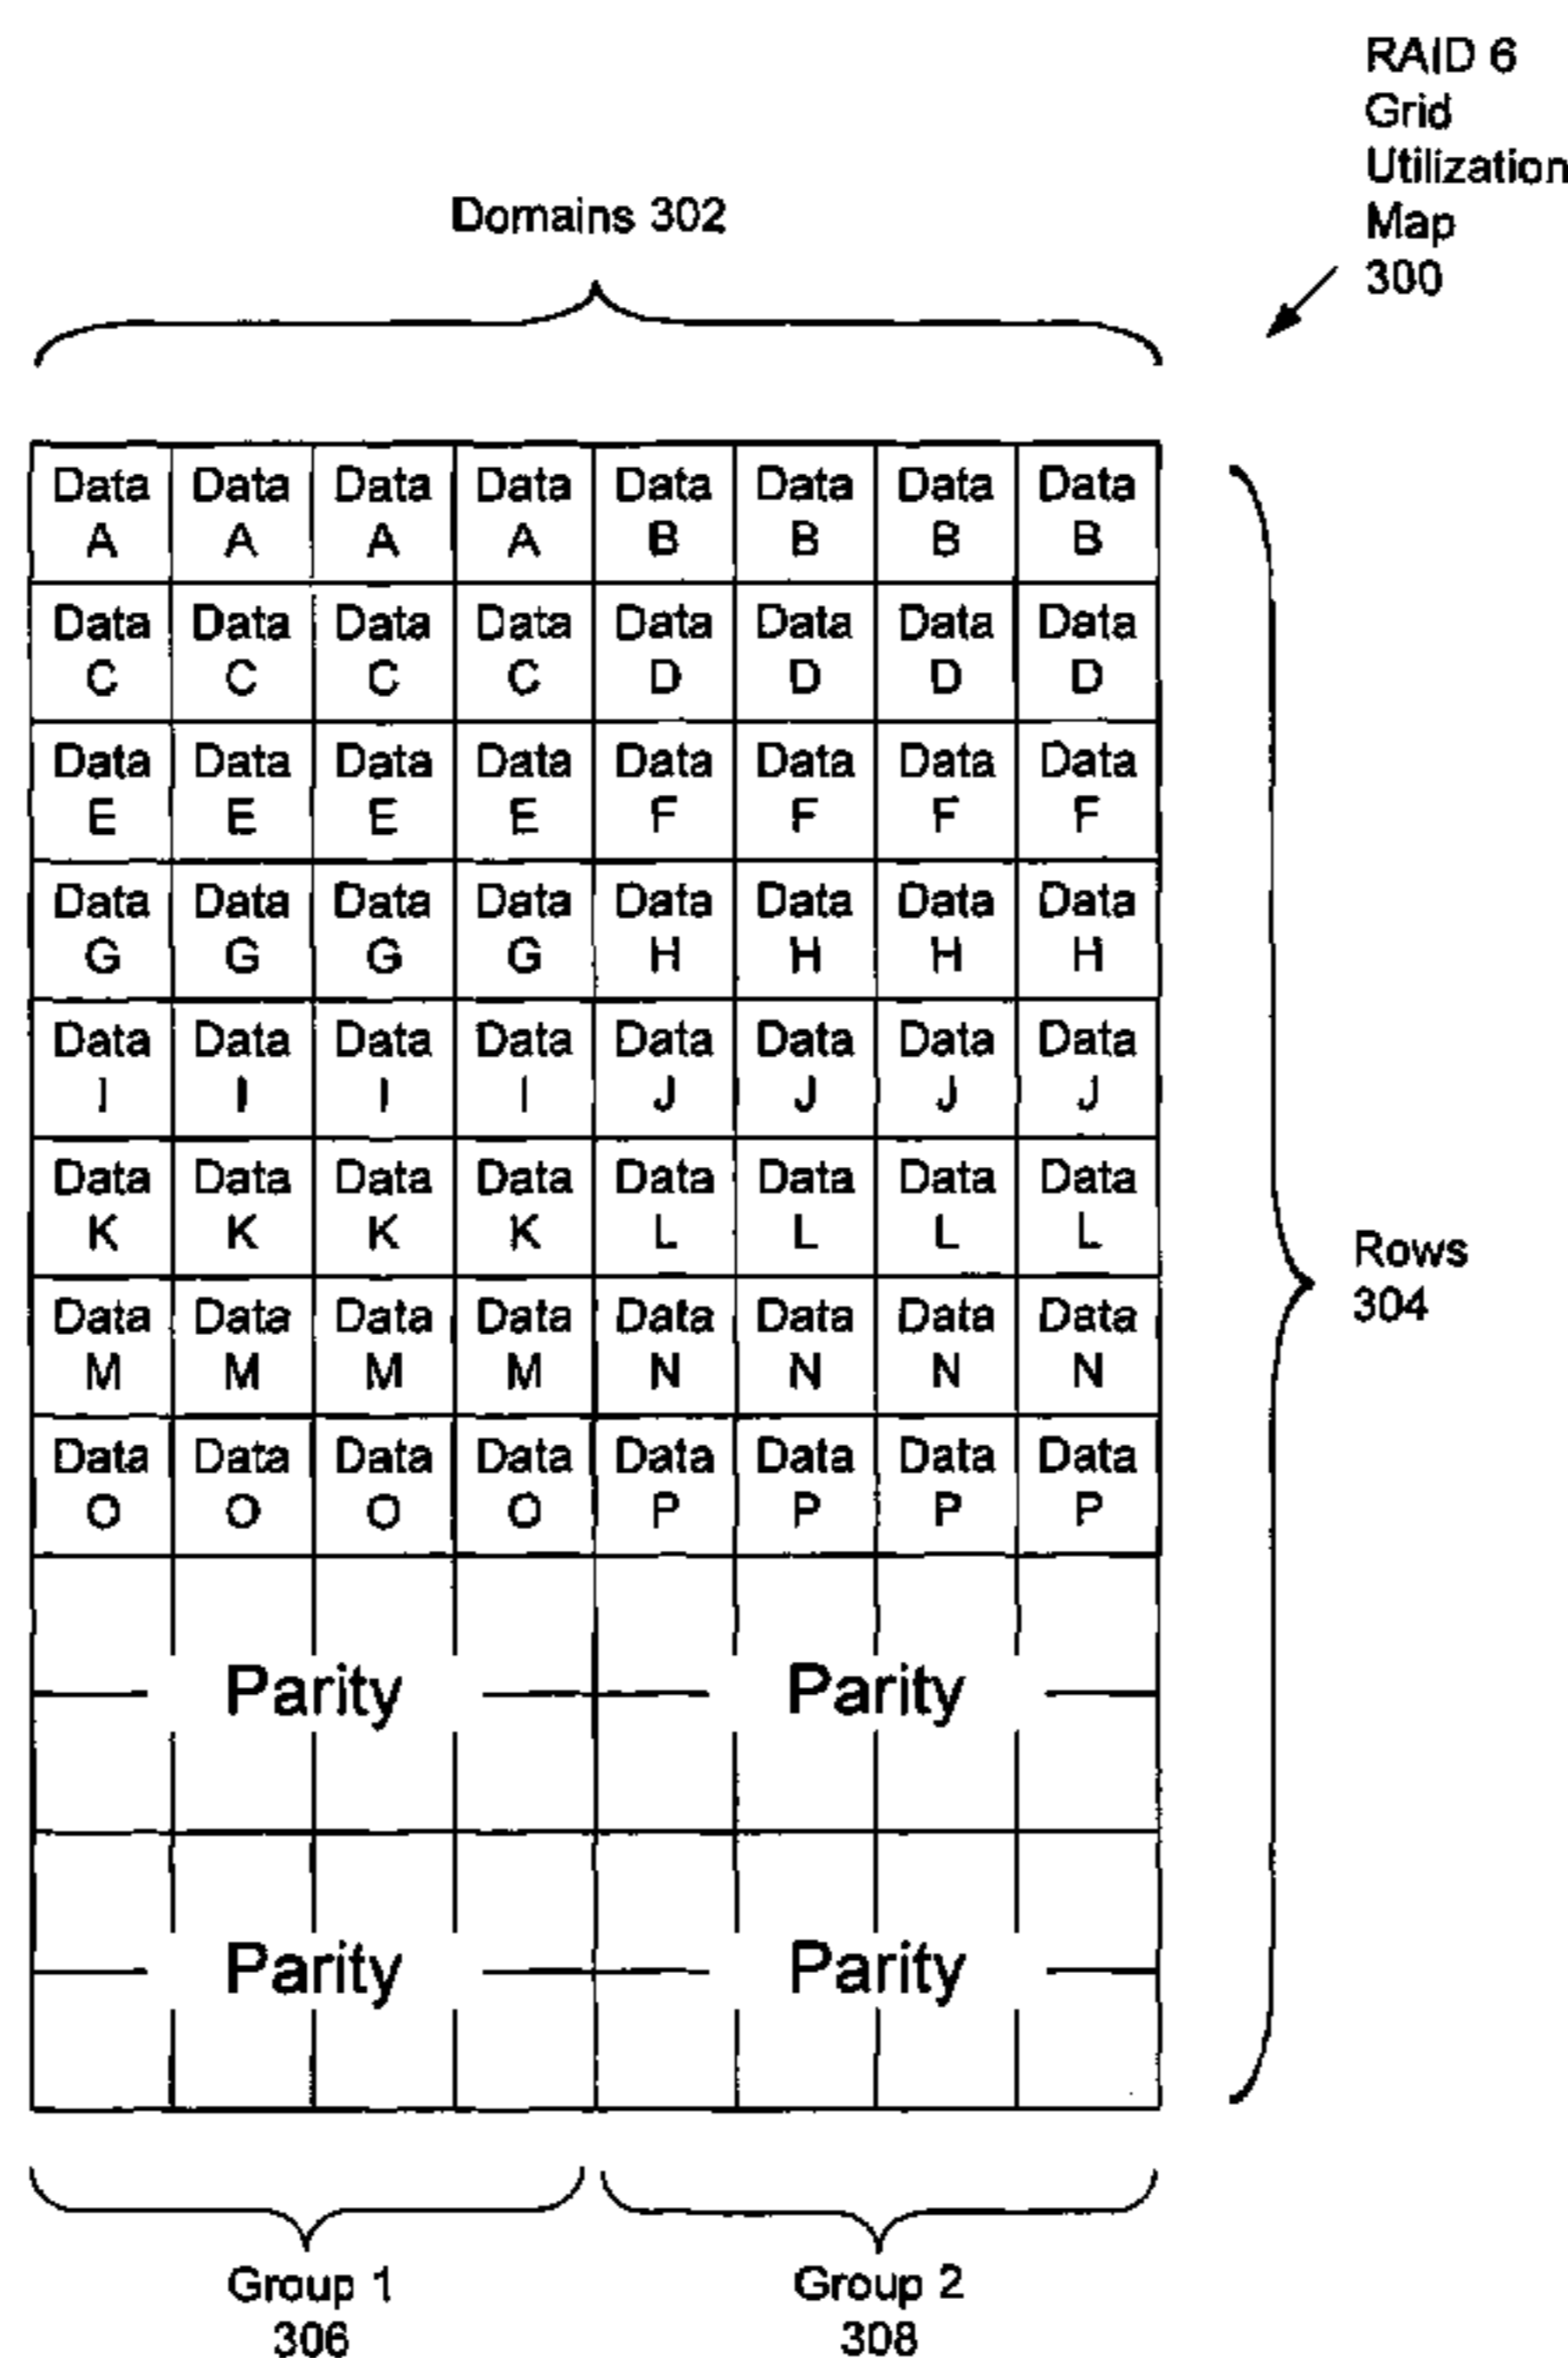 RAID 6
Grid
Utilization
Map
300
Domains 302
Data Data Data Data Data Data Data Data
A A A A B B B B
Data Data Data Data Data Data Data Data
C C C C D D D D
Data Data Data Data Data Data Data Data
E E E E F F F F
Data Data Data Data Data Data Data Data
G G G G H H H H
Data Data Data Data Data Data Data Data
I I I I J J J J
Data Data Data Data Data Data Data Data
K K K K L L L L
Data Data Data Data Data Data Data Data
M M M M N N N N
Data Data Data Data Data Data Data Data
O O O O P P P P
Rows
304
Parity Parity
Parity Parity
Group 1 Group 2
306 308